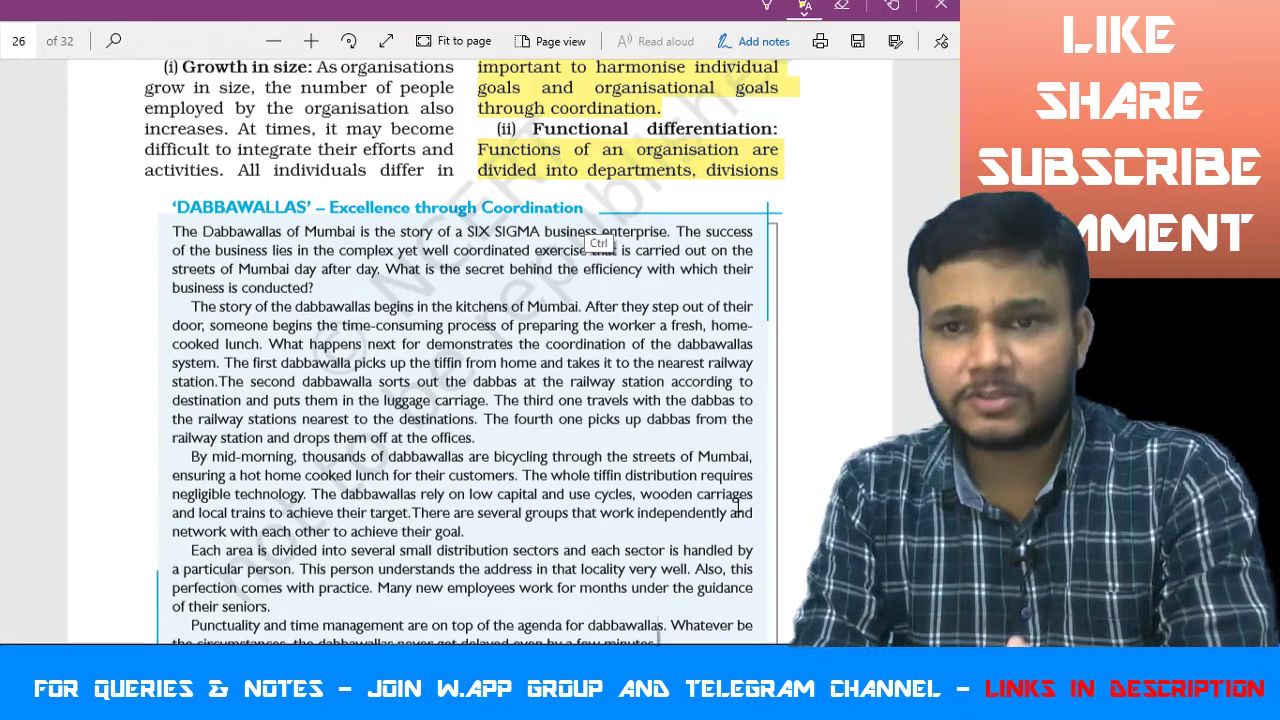 26 of 32
Fit to page
Page view
Read aloud
Add notes
LIKE
SHARE
SUBSCRIBE
MMENT
(i) Growth in size: As organisations
grow in size, the number of people
employed by the organisation also
increases. At times, it may become
difficult to integrate their efforts and
activities. All individuals differ in
important to harmonise individual
goals and organisational goals
through coordination.
(ii) Functional differentiation:
Functions of an organisation are
divided into departments, divisions
‘DABBAWALLAS’ – Excellence through Coordination
The Dabbawallas of Mumbai is the story of a SIX SIGMA business enterprise. The success
of the business lies in the complex yet well coordinated exercise that is carried out on the
streets of Mumbai day after day. What is the secret behind the efficiency with which their
business is conducted?
The story of the dabbawallas begins in the kitchens of Mumbai. After they step out of their
door, someone begins the time-consuming process of preparing the worker a fresh, home-
cooked lunch. What happens next for demonstrates the coordination of the dabbawallas
system. The first dabbawalla picks up the tiffin from home and takes it to the nearest railway
station.The second dabbawalla sorts out the dabbas at the railway station according to
destination and puts them in the luggage carriage. The third one travels with the dabbas to
the railway stations nearest to the destinations. The fourth one picks up dabbas from the
railway station and drops them off at the offices.
By mid-morning, thousands of dabbawallas are bicycling through the streets of Mumbai,
ensuring a hot home cooked lunch for their customers. The whole tiffin distribution requires
negligible technology. The dabbawallas rely on low capital and use cycles, wooden carriages
and local trains to achieve their target.There are several groups that work independently and
network with each other to achieve their goal.
Each area is divided into several small distribution sectors and each sector is handled by
a particular person. This person understands the address in that locality very well. Also, this
perfection comes with practice. Many new employees work for months under the guidance
of their seniors.
Punctuality and time management are on top of the agenda for dabbawallas. Whatever be
the circumstances, the dabbawallas never get delayed even by a few minutes.
Ctrl
© NCERT
not to be republished
FOR QUERIES & NOTES - JOIN W.APP GROUP AND TELEGRAM CHANNEL - LINKS IN DESCRIPTION